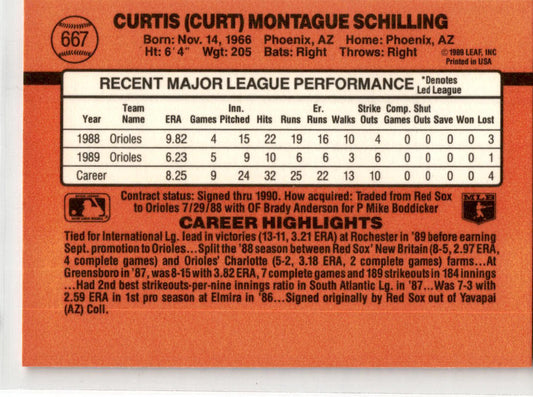 667
CURTIS (CURT) MONTAGUE SCHILLING
Born: Nov. 14, 1966 Phoenix, AZ Home: Phoenix, AZ
Ht: 6'4" Wgt: 205 Bats: Right Throws: Right
©1989 LEAF, INC
Printed in USA
RECENT MAJOR LEAGUE PERFORMANCE *Denotes Led League
Year Team Name ERA Games Inn. Pitched Hits Runs Er. Runs Walks Strike Outs Comp. Games Shut Outs Save Won Lost
1988 Orioles 9.82 4 15 22 19 16 10 4 0 0 0 0 3
1989 Orioles 6.23 5 9 10 6 6 3 6 0 0 0 0 1
Career 8.25 9 24 32 25 22 13 10 0 0 0 0 4
Contract status: Signed thru 1990. How acquired: Traded from Red Sox
to Orioles 7/29/88 with OF Brady Anderson for P Mike Boddicker
MLB
CAREER HIGHLIGHTS
Tied for International Lg. lead in victories (13-11, 3.21 ERA) at Rochester in '89 before earning
Sept. promotion to Orioles...Split the '88 season between Red Sox' New Britain (8-5, 2.97 ERA,
4 complete games) and Orioles' Charlotte (5-2, 3.18 ERA, 2 complete games) farms...At
Greensboro in '87, was 8-15 with 3.82 ERA, 7 complete games and 189 strikeouts in 184 innings
...Had 2nd best strikeouts-per-nine innings ratio in South Atlantic Lg. in '87...Was 7-3 with
2.59 ERA in 1st pro season at Elmira in '86...Signed originally by Red Sox out of Yavapai
(AZ) Coll.